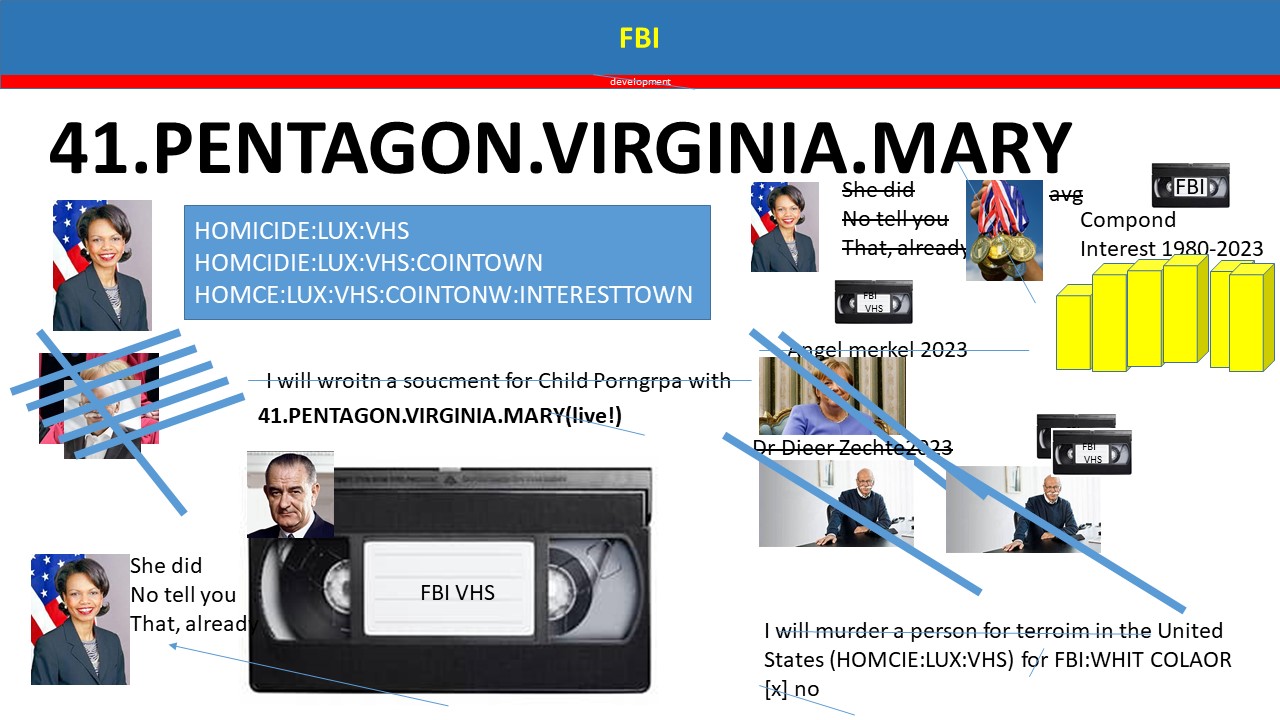 FBI
development
41.PENTAGON.VIRGINIA.MARY
HOMICIDE:LUX:VHS
HOMCIDIE:LUX:VHS:COINTOWN
HOMCE:LUX:VHS:COINTONW:INTERESTTOWN
She did
No tell you
That, already
avg
FBI
Compond
Interest 1980-2023
FBI
VHS
Angel merkel 2023
I will wroitn a soucment for Child Porngrpa with
41.PENTAGON.VIRGINIA.MARY(live!)
Dr Dieer Zechte2023
FBI
VHS
FBI VHS
She did
No tell you
That, already
I will murder a person for terroim in the United
States (HOMCIE:LUX:VHS) for FBI:WHIT COLAOR
[x] no